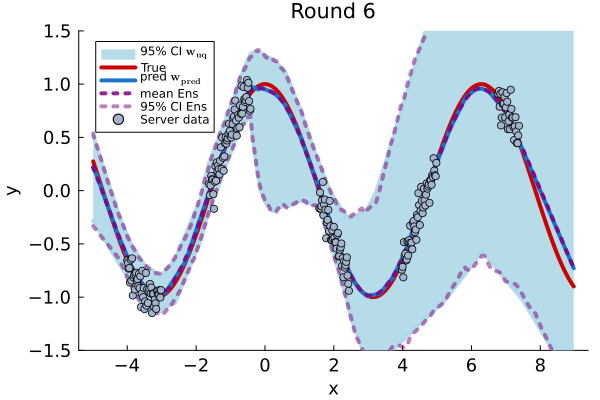 Round 6
95% CI w_uq
True
pred w_pred
mean Ens
95% CI Ens
Server data
y
1.5
1.0
0.5
0.0
−0.5
−1.0
−1.5
−4 −2 0 2 4 6 8
x